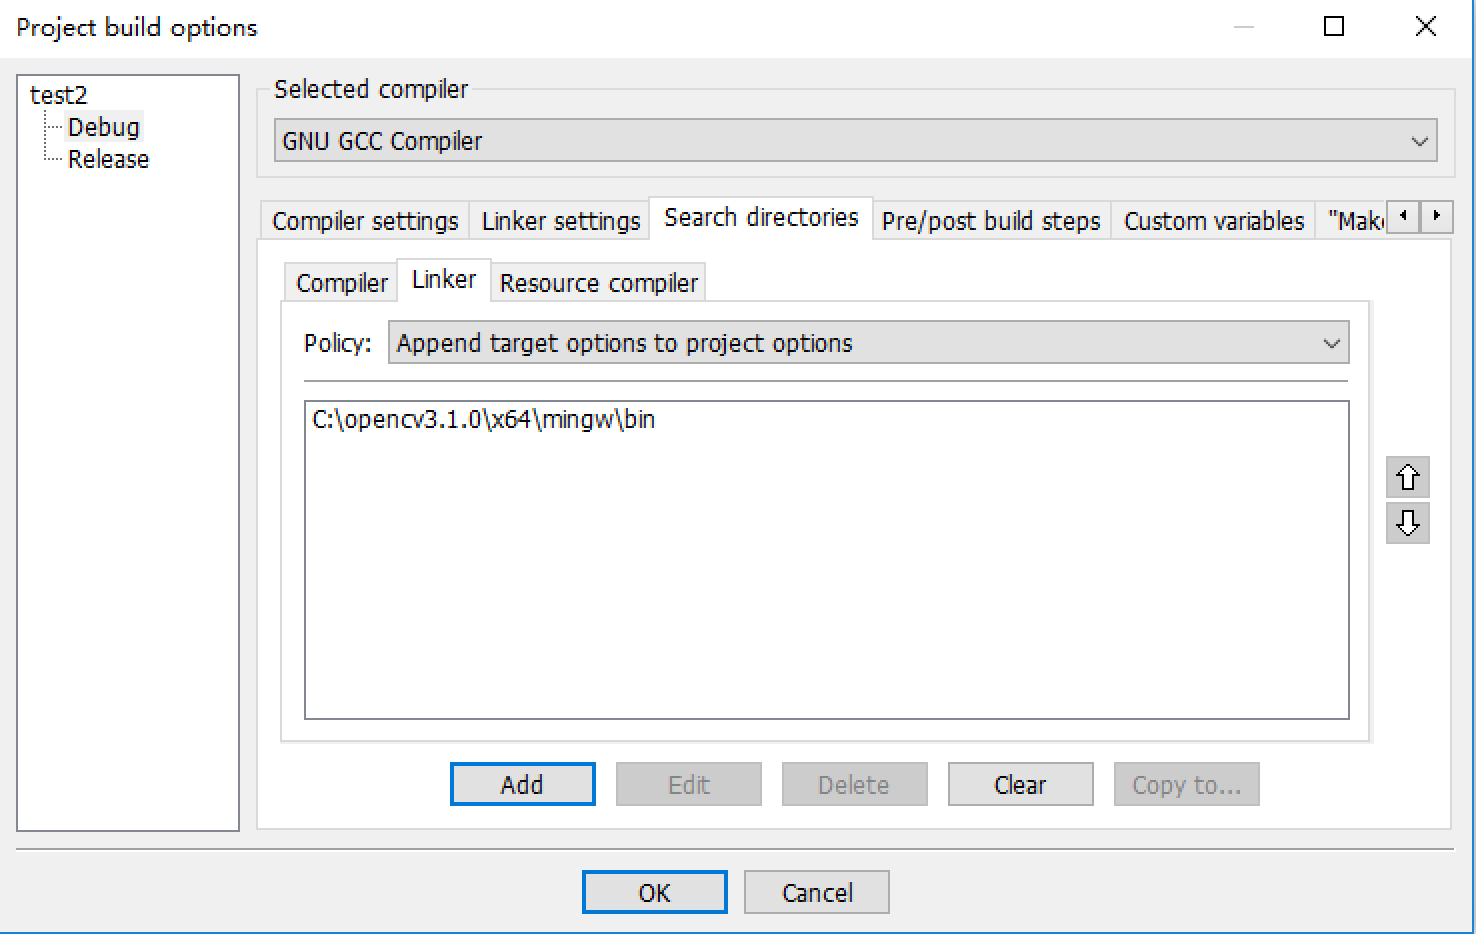 Project build options
test2
Debug
Release
Selected compiler
GNU GCC Compiler
Compiler settings
Linker settings
Search directories
Pre/post build steps
Custom variables
"Make
Compiler
Linker
Resource compiler
Policy:
Append target options to project options
C:\opencv3.1.0\x64\mingw\bin
Add
Edit
Delete
Clear
Copy to...
OK
Cancel